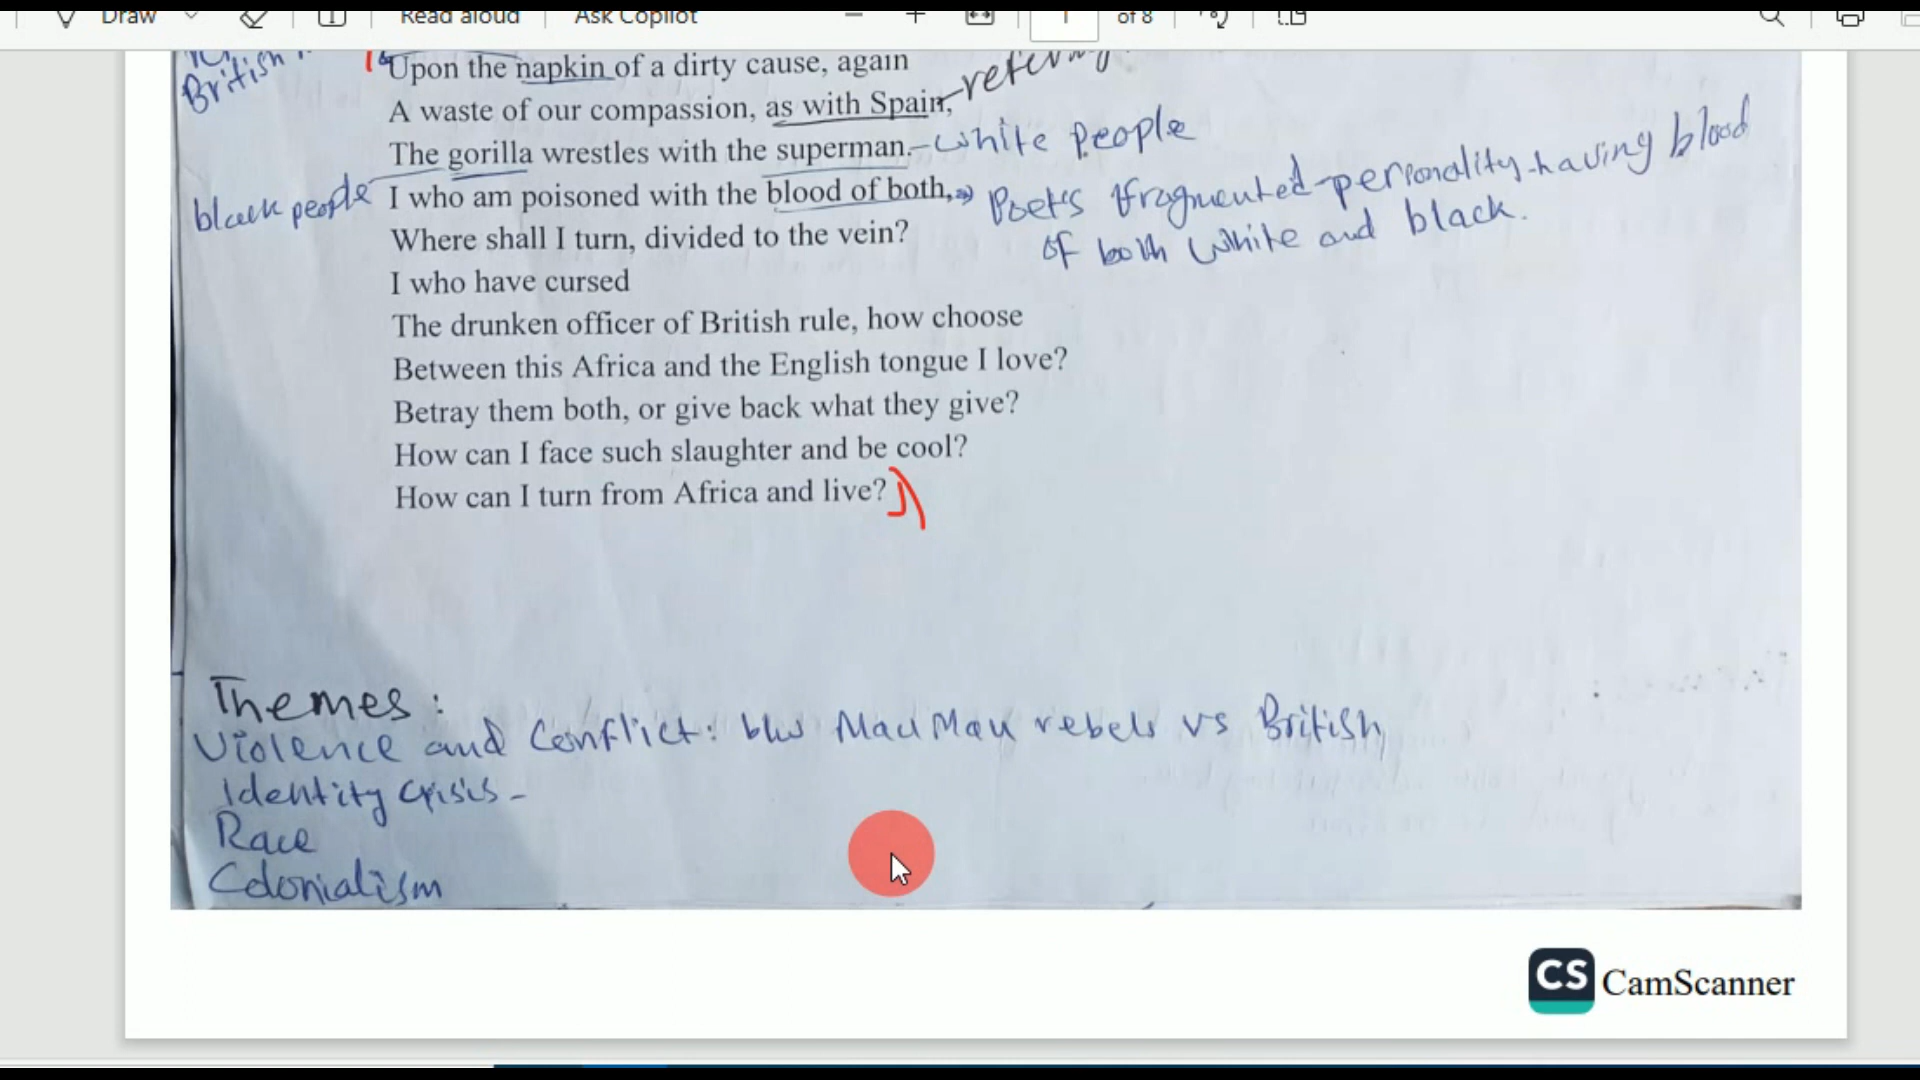 Draw
Read aloud
Ask Copilot
of 8
British
Upon the napkin of a dirty cause, again
A waste of our compassion, as with Spain,
The gorilla wrestles with the superman. - white people
black people
I who am poisoned with the blood of both, Poets fragmented-personality-having blood
of both white and black.
Where shall I turn, divided to the vein?
I who have cursed
The drunken officer of British rule, how choose
Between this Africa and the English tongue I love?
Betray them both, or give back what they give?
How can I face such slaughter and be cool?
How can I turn from Africa and live?
Themes:
Violence and Conflict: b/w Mau Mau rebels vs British
Identity crisis -
Race
Colonialism
CS CamScanner